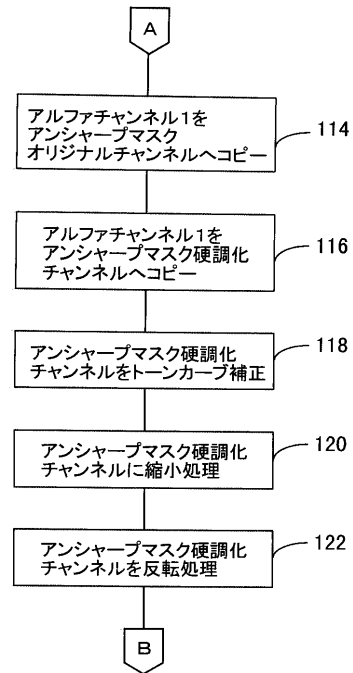 A
アルファチャンネル1を
アンシャープマスク
オリジナルチャンネルへコピー
114
アルファチャンネル1を
アンシャープマスク硬調化
チャンネルへコピー
116
アンシャープマスク硬調化
チャンネルをトーンカーブ補正
118
アンシャープマスク硬調化
チャンネルに縮小処理
120
アンシャープマスク硬調化
チャンネルを反転処理
122
B